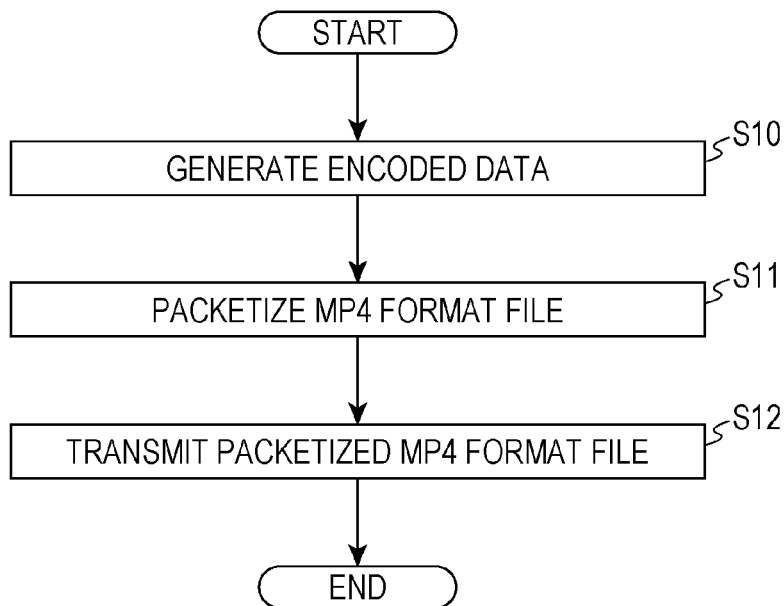 START
S10
GENERATE ENCODED DATA
S11
PACKETIZE MP4 FORMAT FILE
S12
TRANSMIT PACKETIZED MP4 FORMAT FILE
END